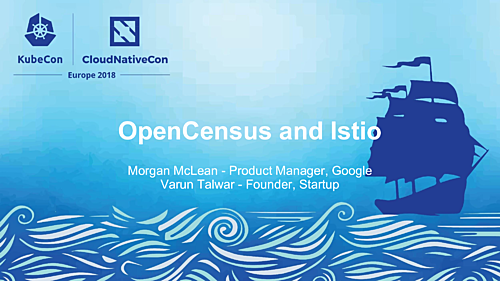 KubeCon
CloudNativeCon
Europe 2018
OpenCensus and Istio
Morgan McLean - Product Manager, Google
Varun Talwar - Founder, Startup